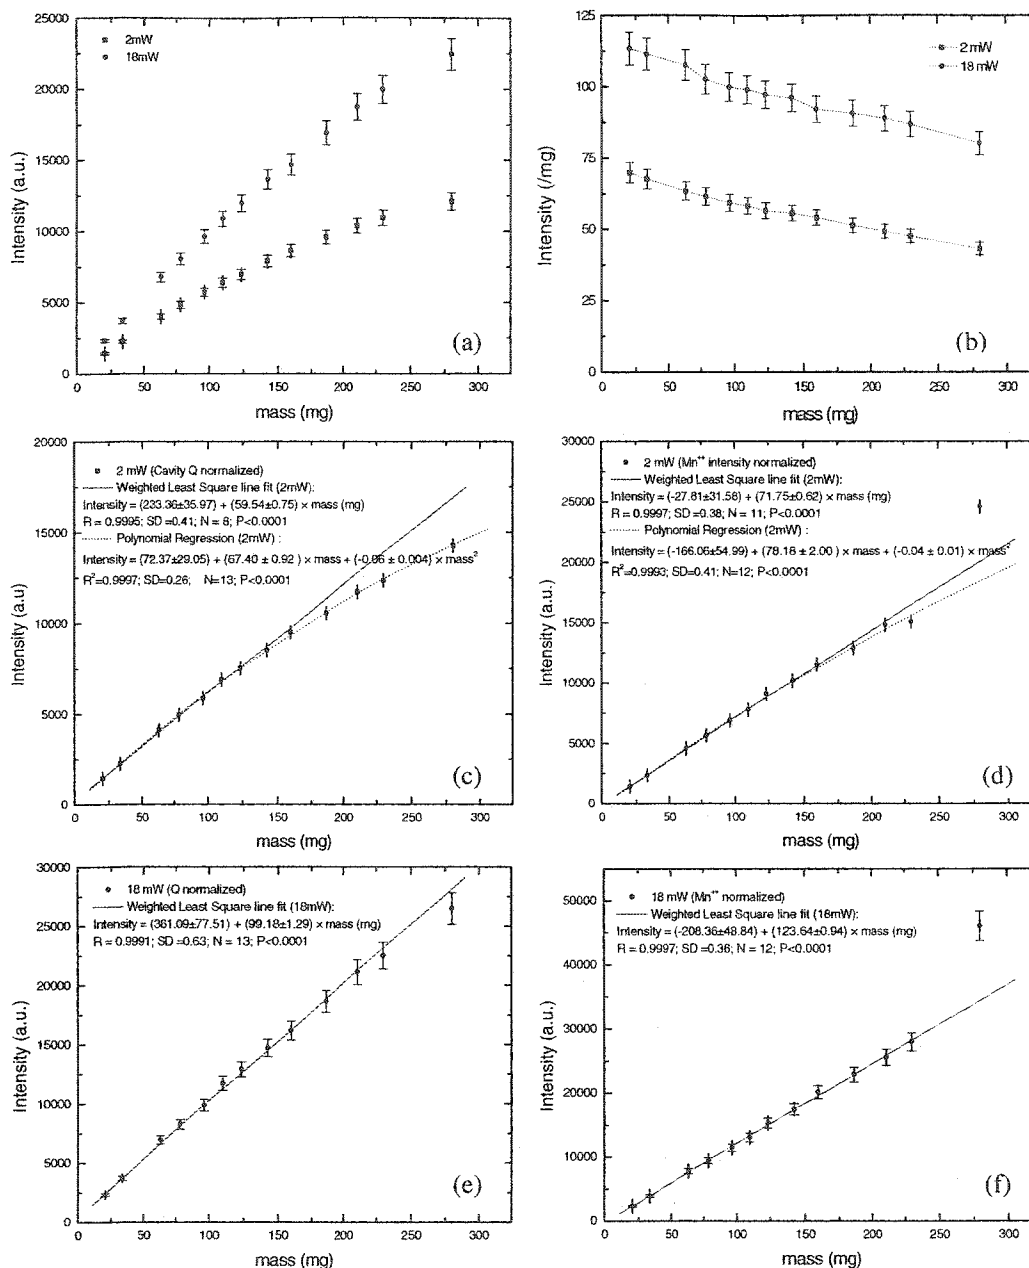 25000
20000
15000
10000
5000
0
Intensity (a.u.)
2mW
18mW
(a)
0 50 100 150 200 250 300
mass (mg)
125
100
75
50
25
0
Intensity (/mg)
2mW
18 mW
(b)
0 50 100 150 200 250 300
mass (mg)
20000
15000
10000
5000
0
Intensity (a.u)
2 mW (Cavity Q normalized)
Weighted Least Square line fit (2mW):
Intensity = (233.36±35.97) + (59.54±0.75) × mass (mg)
R = 0.9995; SD =0.41; N = 8; P<0.0001
Polynomial Regression (2mW) :
Intensity = (72.37±29.05) + (67.40 ± 0.92 ) × mass + (-0.06 ± 0.004) × mass²
R²=0.9997; SD=0.26; N=13; P<0.0001
(c)
0 50 100 150 200 250 300
mass (mg)
30000
25000
20000
15000
10000
5000
0
Intensity (a.u.)
2 mW (Mn⁺⁺ intensity normalized)
Weighted Least Square line fit (2mW):
Intensity = (-27.81±31.58) + (71.75±0.62) × mass (mg)
R = 0.9997; SD = 0.38; N = 11; P<0.0001
Polynomial Regression (2mW) :
Intensity = (-166.06±54.99) + (78.18 ± 2.00 ) × mass + (-0.04 ± 0.01) × mass²
R²=0.9993; SD=0.41; N=12; P<0.0001
(d)
0 50 100 150 200 250 300
mass (mg)
30000
25000
20000
15000
10000
5000
0
Intensity (a.u.)
18 mW (Q normalized)
Weighted Least Square line fit (18mW):
Intensity = (361.09±77.51) + (99.18±1.29) × mass (mg)
R = 0.9991; SD =0.63; N = 13; P<0.0001
(e)
0 50 100 150 200 250 300
mass (mg)
50000
40000
30000
20000
10000
0
Intensity (a.u.)
18 mW (Mn⁺⁺ normalized)
Weighted Least Square line fit (18mW):
Intensity = (-208.36±48.84) + (123.64±0.94) × mass (mg)
R = 0.9997; SD = 0.36; N = 12; P<0.0001
(f)
0 50 100 150 200 250 300
mass (mg)